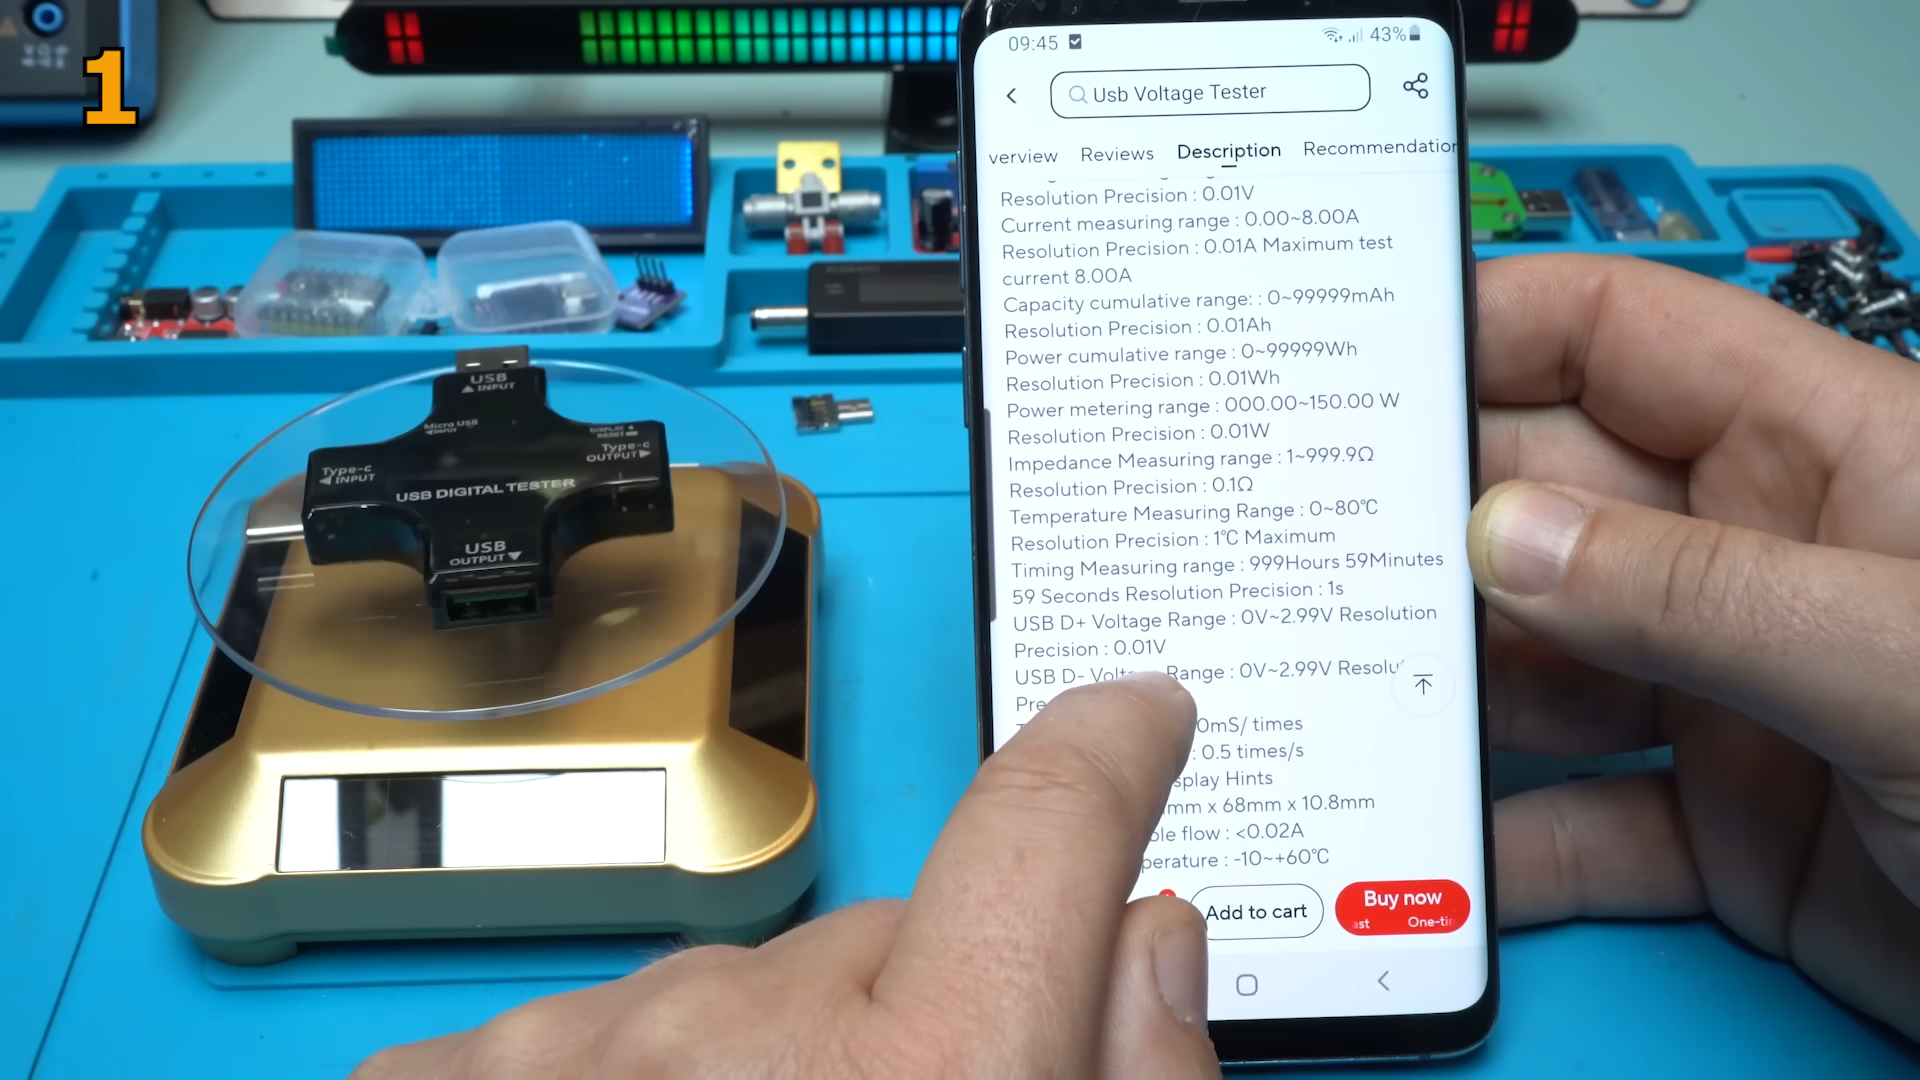 1
09:45
43%
Usb Voltage Tester
verview Reviews Description Recommendation
Resolution Precision : 0.01V
Current measuring range : 0.00~8.00A
Resolution Precision : 0.01A Maximum test
current 8.00A
Capacity cumulative range: : 0~99999mAh
Resolution Precision : 0.01Ah
Power cumulative range : 0~99999Wh
Resolution Precision : 0.01Wh
Power metering range : 000.00~150.00 W
Resolution Precision : 0.01W
Impedance Measuring range : 1~999.9Ω
Resolution Precision : 0.1Ω
Temperature Measuring Range : 0~80℃
Resolution Precision : 1℃ Maximum
Timing Measuring range : 999Hours 59Minutes
59 Seconds Resolution Precision : 1s
USB D+ Voltage Range : 0V~2.99V Resolution
Precision : 0.01V
USB D- Range : 0V~2.99V
0mS/ times
: 0.5 times/s
splay Hints
mm x 68mm x 10.8mm
ble flow : <0.02A
perature : -10~+60℃
Add to cart
Buy now
USB
INPUT
Micro USB
INPUT
DISPLAY
RESET
Type-c
OUTPUT
Type-c
INPUT
USB DIGITAL TESTER
USB
OUTPUT